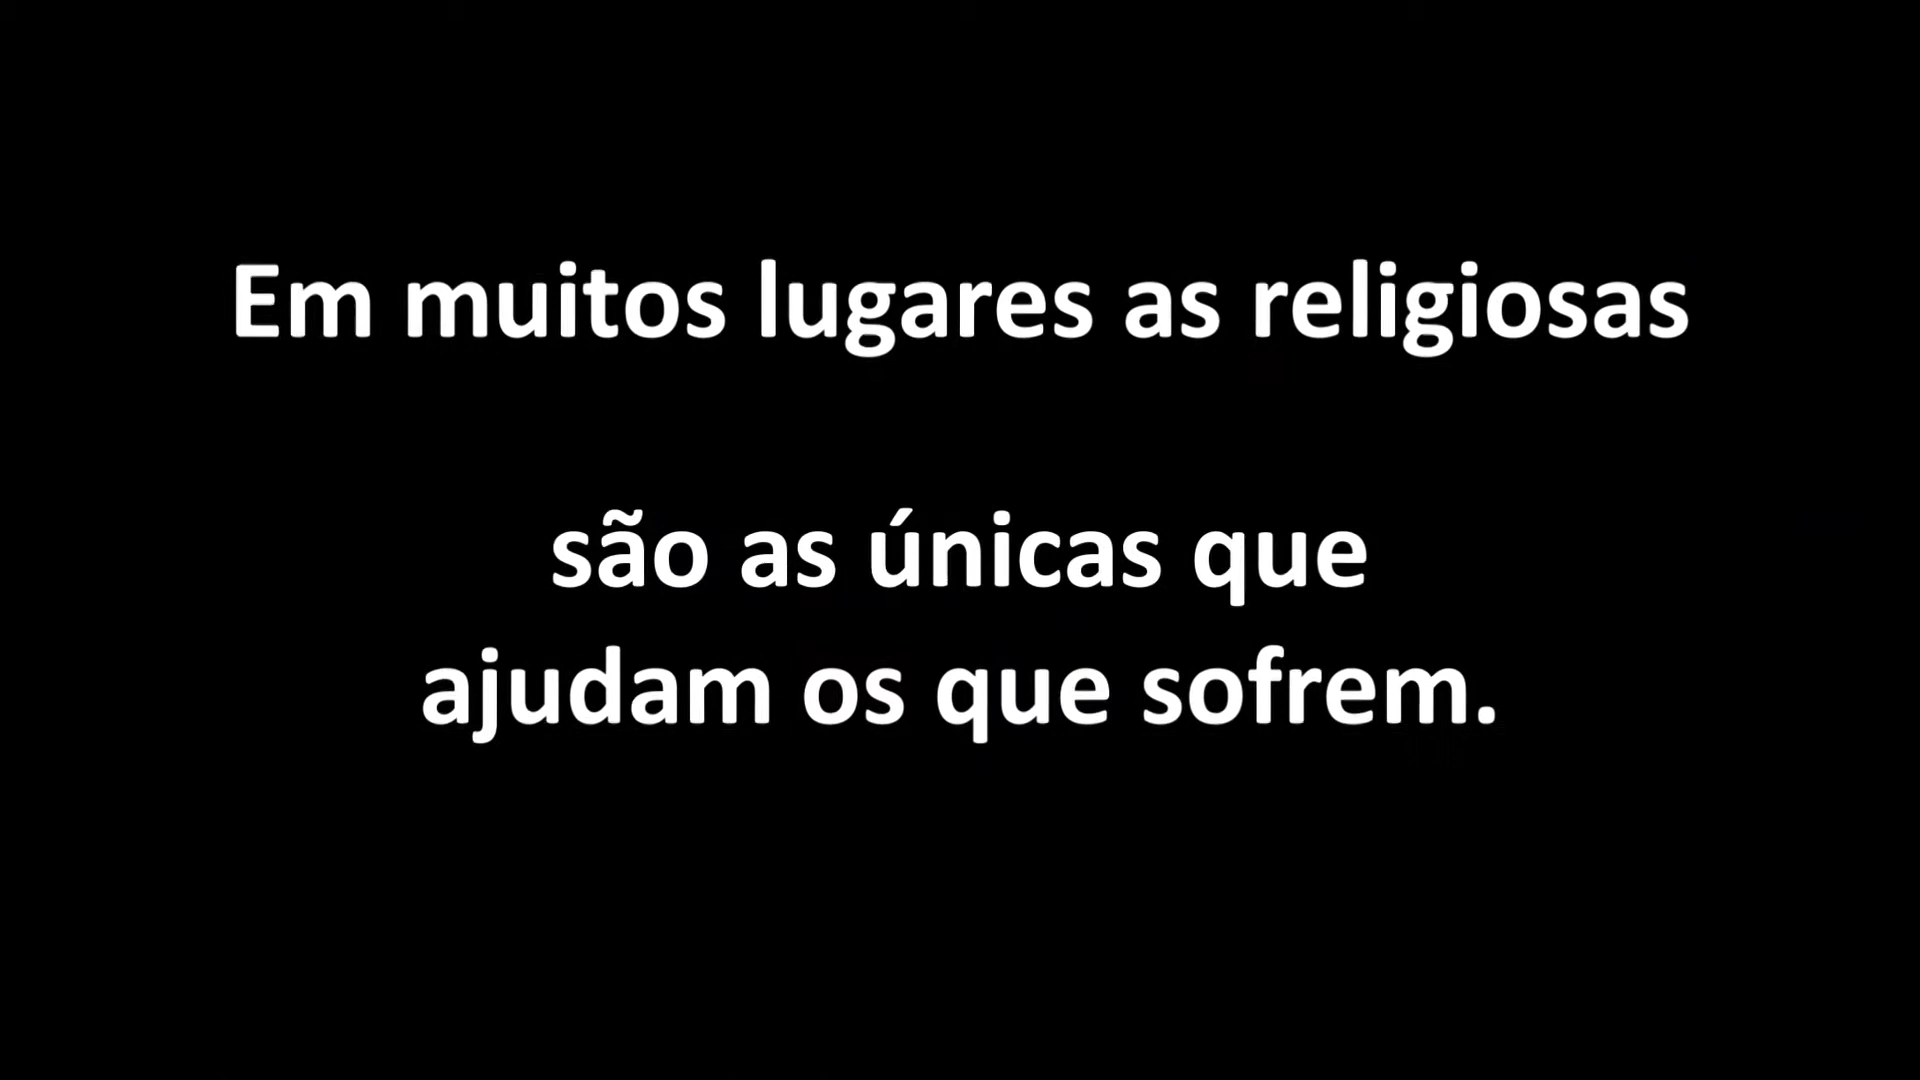 Em muitos lugares as religiosas
são as únicas que
ajudam os que sofrem.